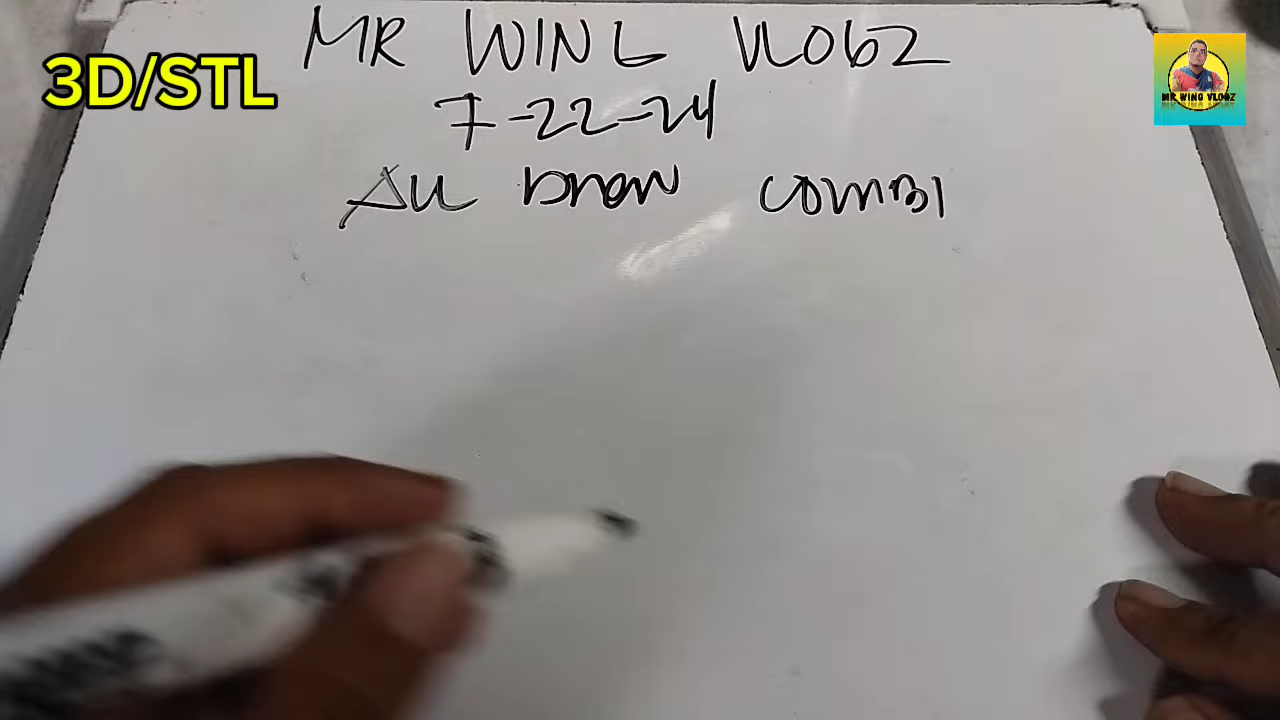 3D/STL
MR WING VLOGZ
7-22-24
ALL DRAW COMBI
MR WING VLOGZ